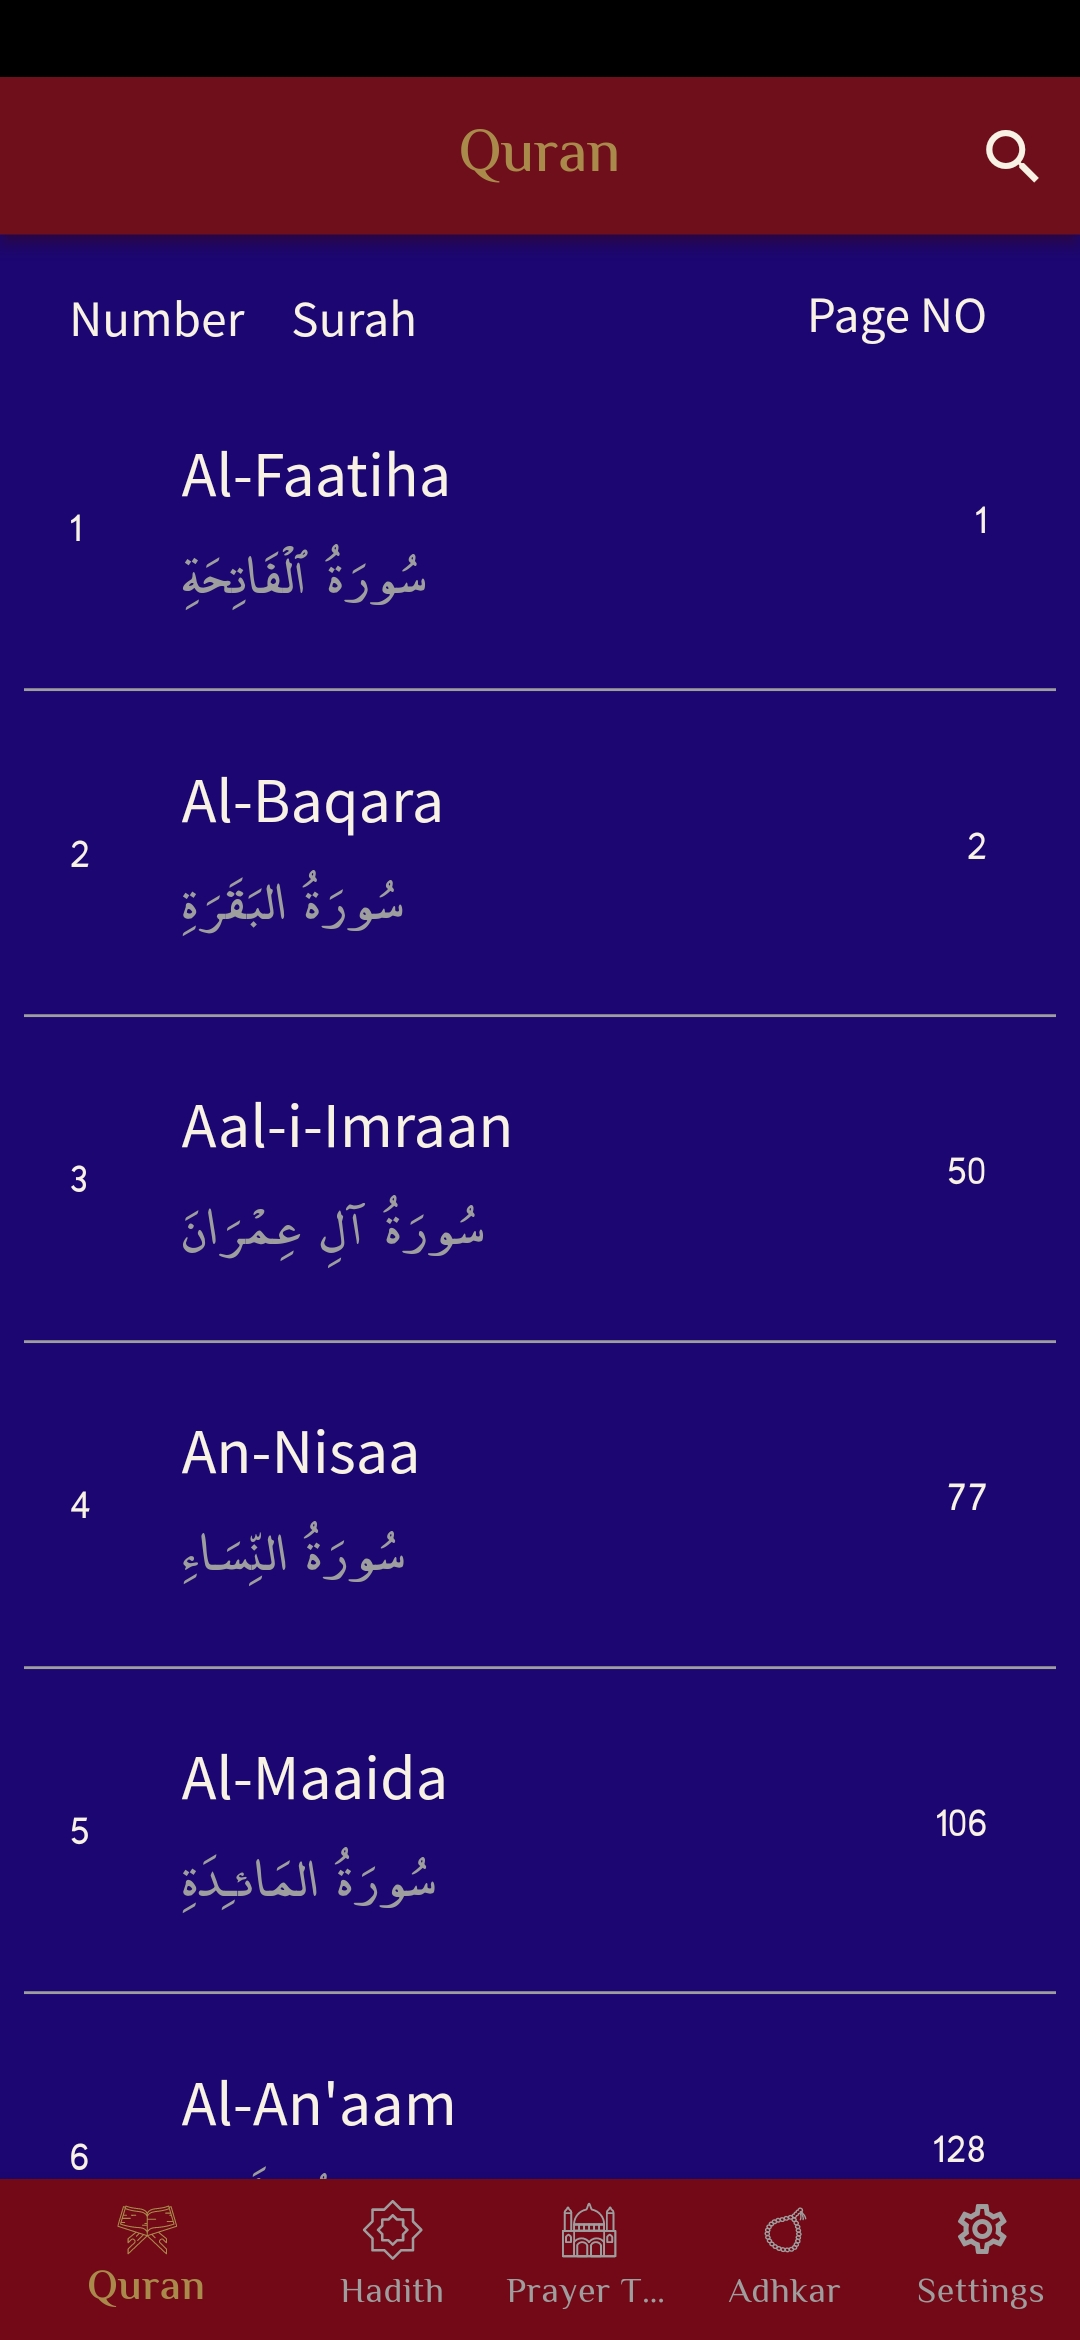 Quran
Number Surah Page NO
Al-Faatiha
1 1
سُورَةُ ٱلْفَاتِحَةِ
Al-Baqara
2 2
سُورَةُ البَقَرَةِ
Aal-i-Imraan
3 50
سُورَةُ آلِ عِمۡرَانَ
An-Nisaa
4 77
سُورَةُ النِّسَاءِ
Al-Maaida
5 106
سُورَةُ المَائـِدَةِ
Al-An'aam
6 128
Quran Hadith Prayer T... Adhkar Settings